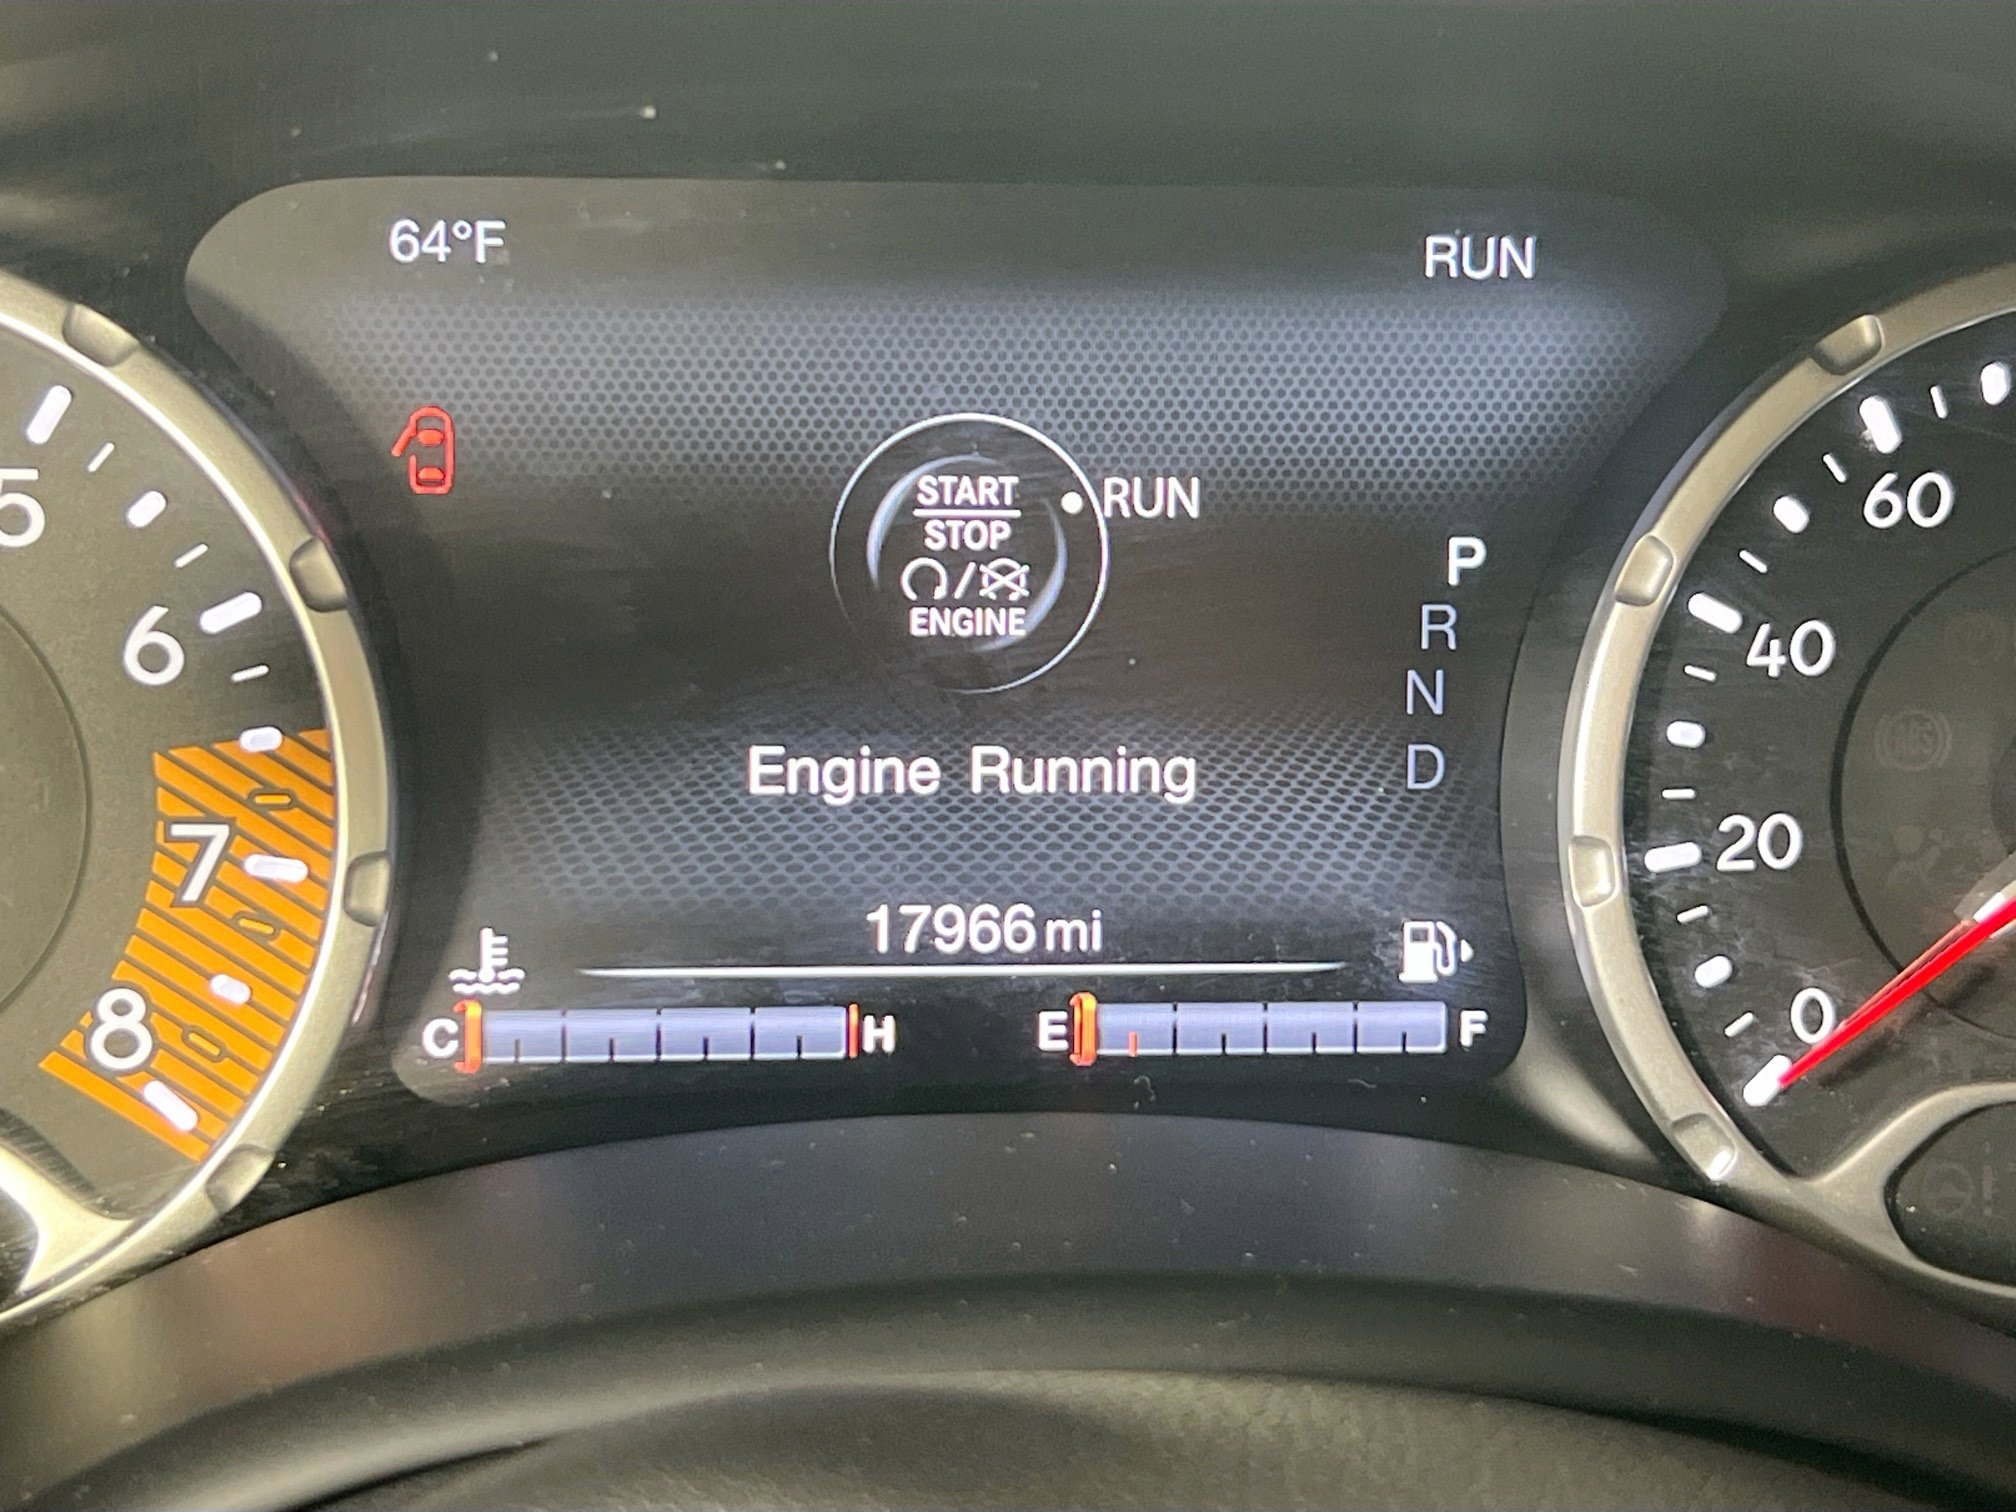 64°F
RUN
START
STOP
ENGINE
RUN
P
R
N
D
Engine Running
17966 mi
C
H
E
F
5
6
7
8
60
40
20
0